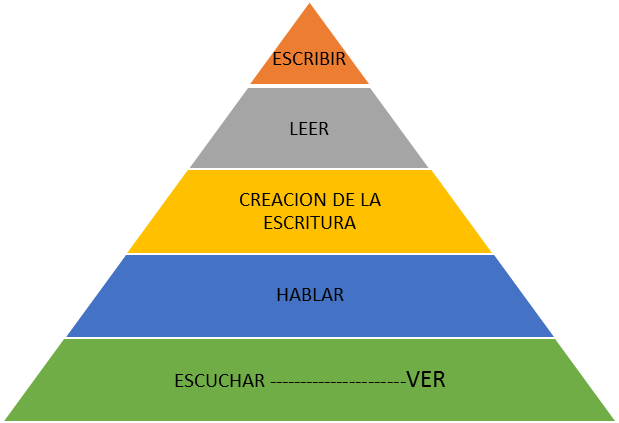 ESCRIBIR
LEER
CREACION DE LA
ESCRITURA
HABLAR
ESCUCHAR -----------------------VER